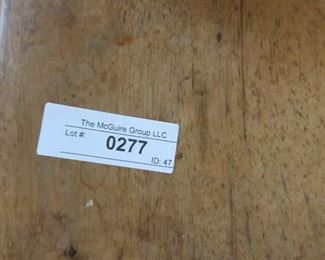 The McGuire Group LLC
Lot #: 0277
ID: 47